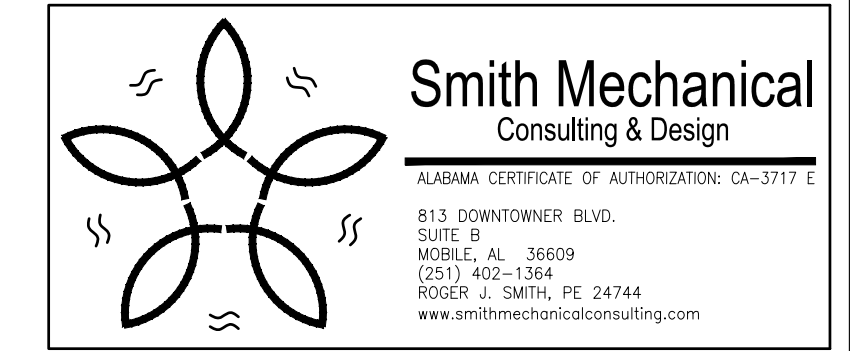 Smith Mechanical
Consulting & Design
ALABAMA CERTIFICATE OF AUTHORIZATION: CA-3717 E
813 DOWNTOWNER BLVD.
SUITE B
MOBILE, AL 36609
(251) 402-1364
ROGER J. SMITH, PE 24744
www.smithmechanicalconsulting.com